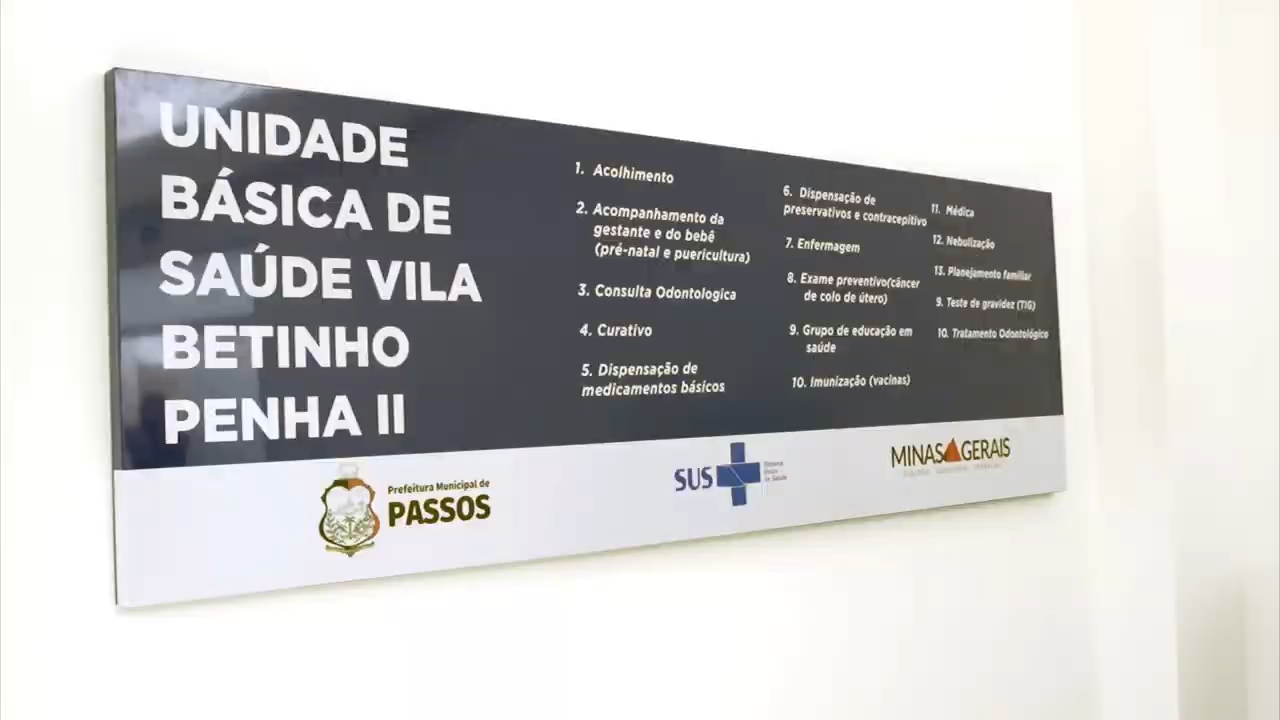 UNIDADE
BÁSICA DE
SAÚDE VILA
BETINHO
PENHA II
1. Acolhimento
2. Acompanhamento da
gestante e do bebê
(pré-natal e puericultura)
3. Consulta Odontologica
4. Curativo
5. Dispensação de
medicamentos básicos
6. Dispensação de
preservativos e contracepitivo
7. Enfermagem
8. Exame preventivo(câncer
de colo de útero)
9. Grupo de educação em
saúde
10. Imunização (vacinas)
11. Médica
12. Nebulização
13. Planejamento familiar
9. Teste de gravidez (TIG)
10. Tratamento Odontológico
Prefeitura Municipal de
PASSOS
SUS
Sistema
Único
de Saúde
MINAS GERAIS